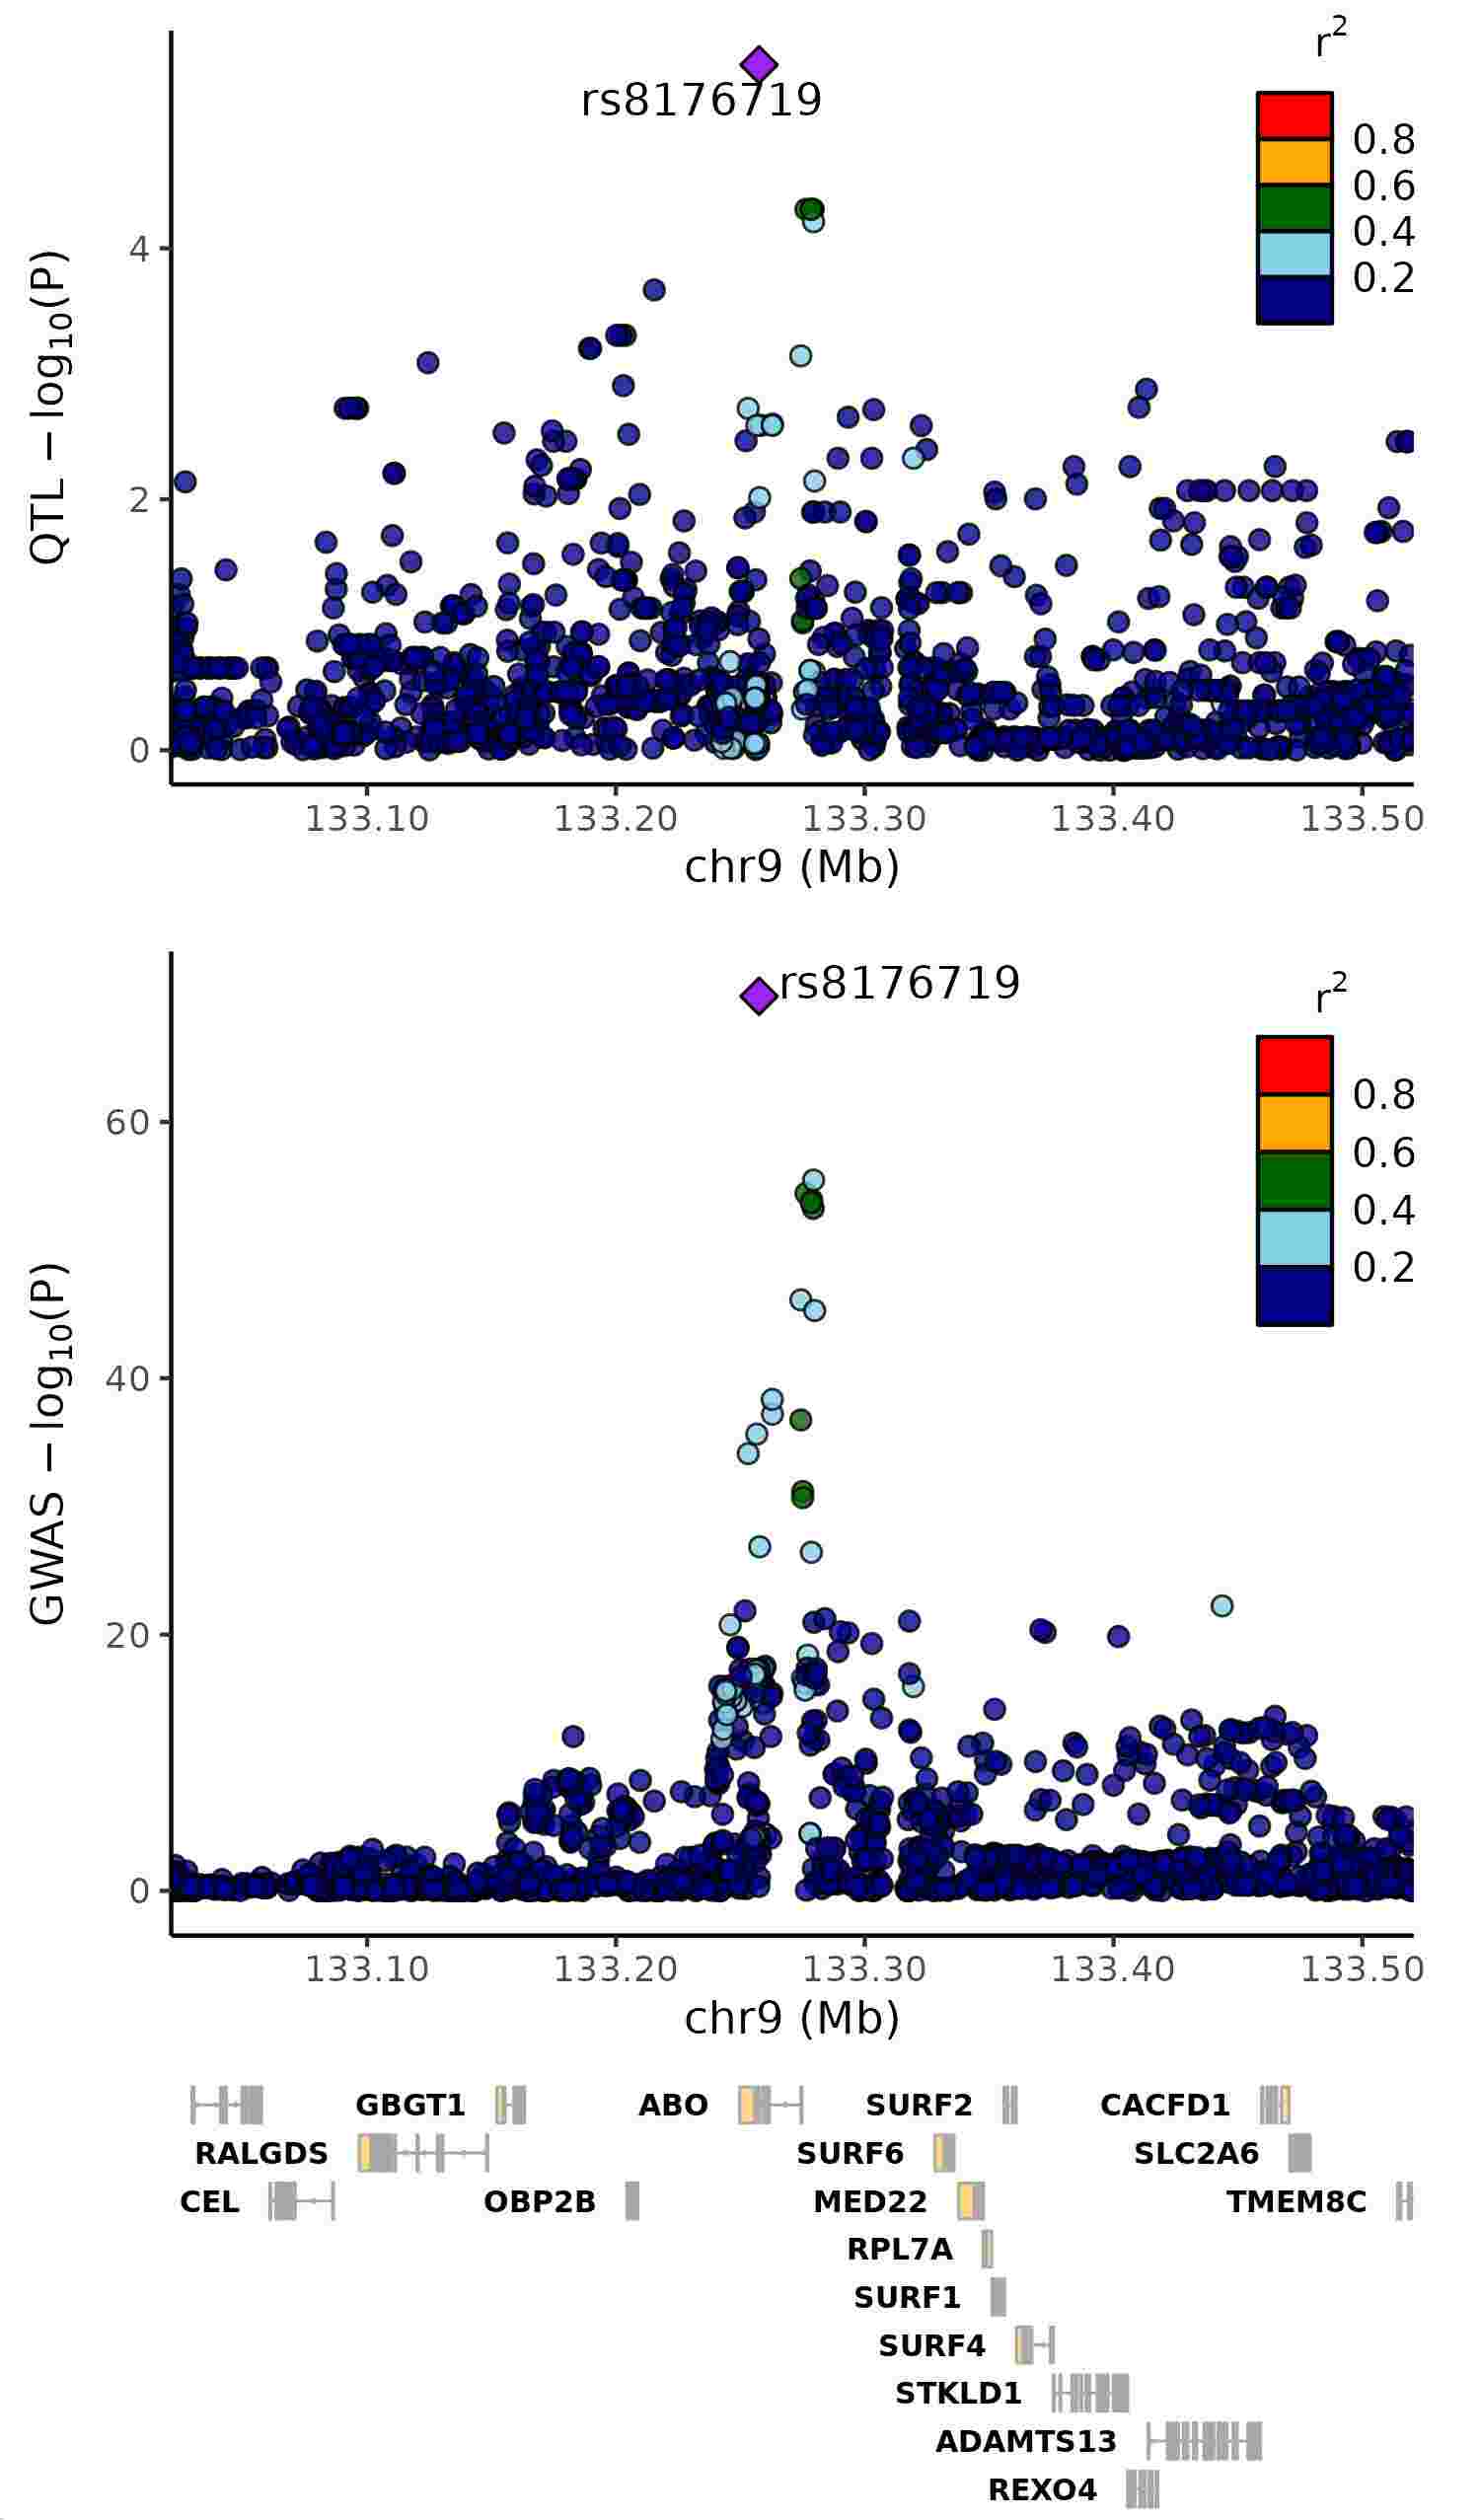 r2
rs8176719
0.8
0.6
0.4
0.2
4
2
0
QTL −log10(P)
133.10 133.20 133.30 133.40 133.50
chr9 (Mb)
rs8176719
r2
0.8
0.6
0.4
0.2
60
40
20
0
GWAS −log10(P)
133.10 133.20 133.30 133.40 133.50
chr9 (Mb)
GBGT1 ABO SURF2 CACFD1
RALGDS SURF6 SLC2A6
CEL OBP2B MED22 TMEM8C
RPL7A
SURF1
SURF4
STKLD1
ADAMTS13
REXO4